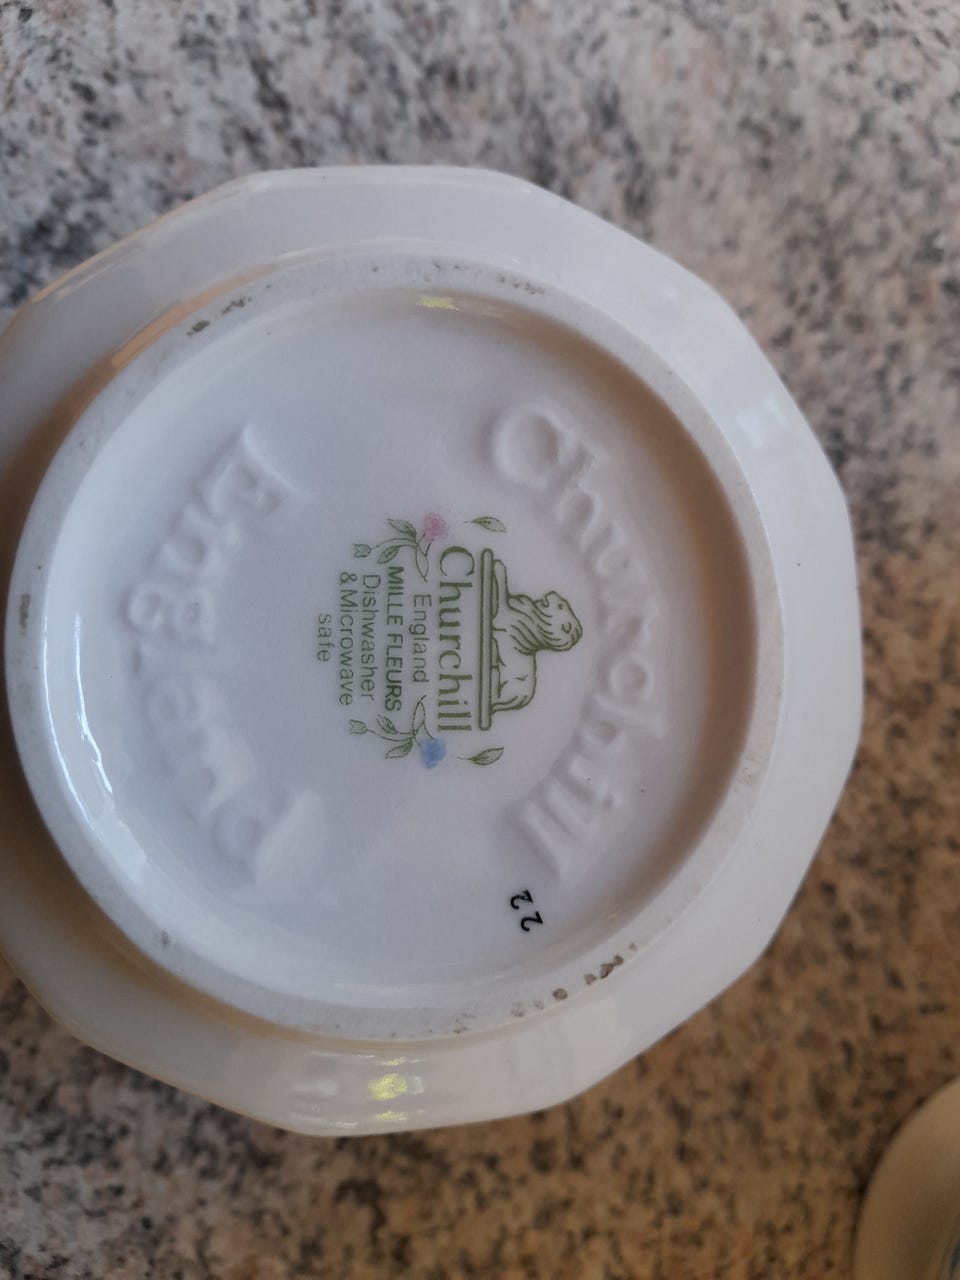 Churchill
Churchill
England
MILLE FLEURS
Dishwasher
&Microwave
safe
England
22